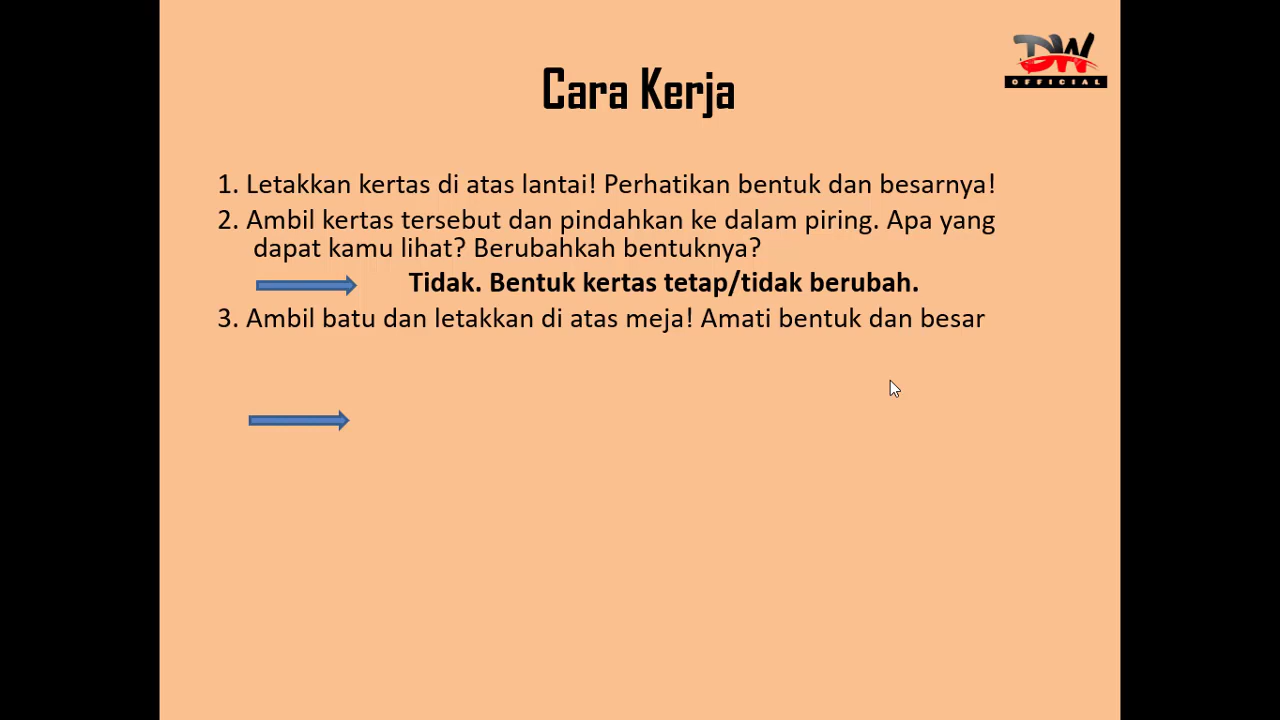 DW
OFFICIAL
Cara Kerja
1. Letakkan kertas di atas lantai! Perhatikan bentuk dan besarnya!
2. Ambil kertas tersebut dan pindahkan ke dalam piring. Apa yang
dapat kamu lihat? Berubahkah bentuknya?
Tidak. Bentuk kertas tetap/tidak berubah.
3. Ambil batu dan letakkan di atas meja! Amati bentuk dan besar